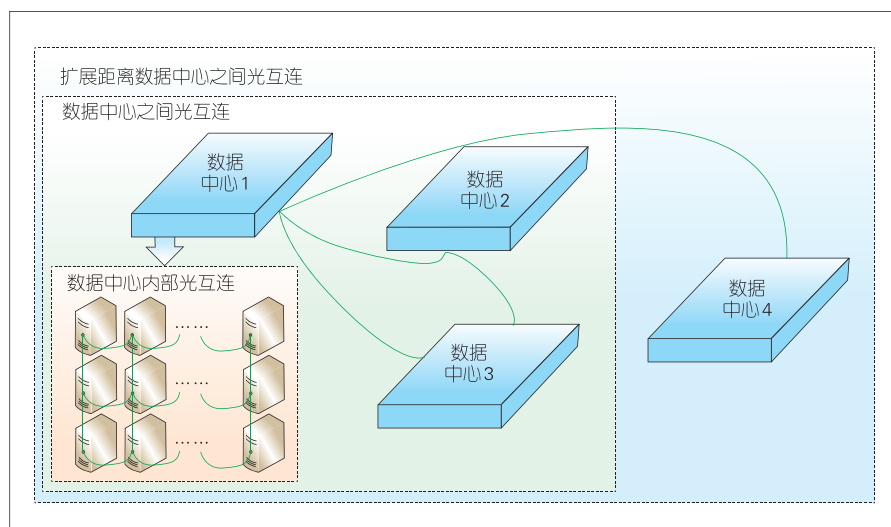 扩展距离数据中心之间光互连
数据中心之间光互连
数据
中心1
数据
中心2
数据中心内部光互连
……
……
……
数据
中心3
数据
中心4